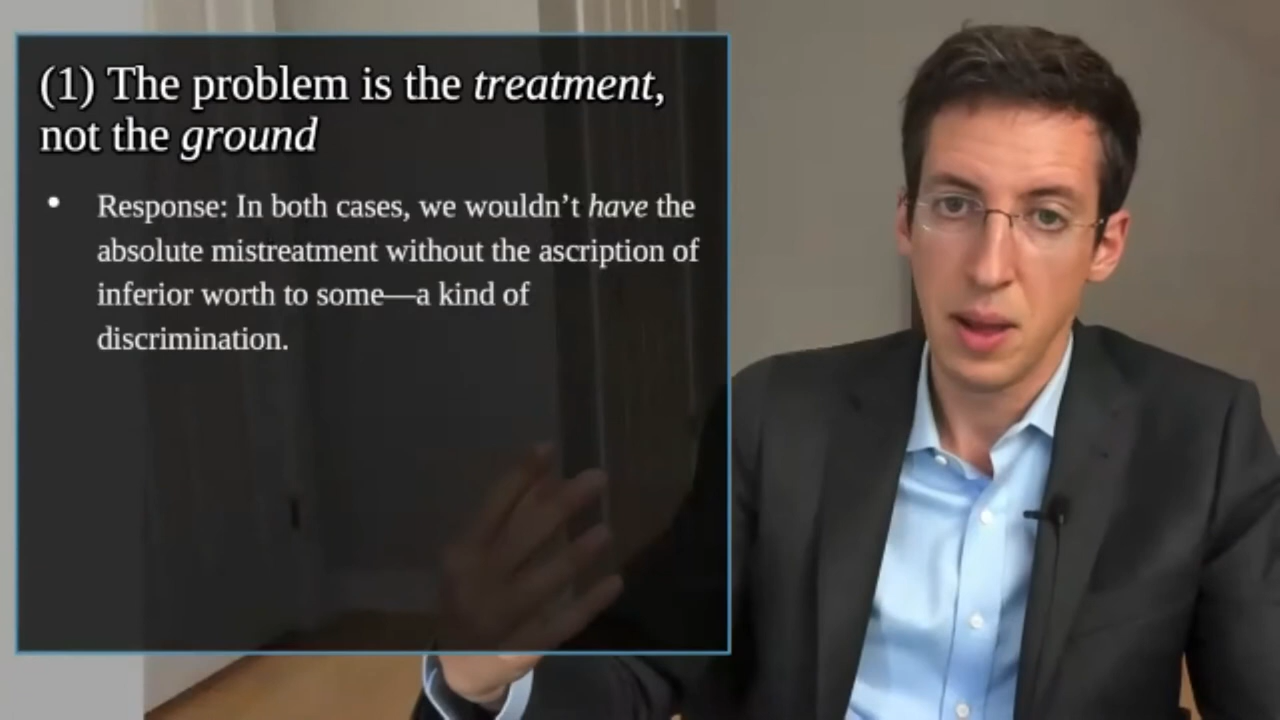 (1) The problem is the treatment,
not the ground
• Response: In both cases, we wouldn’t have the
absolute mistreatment without the ascription of
inferior worth to some—a kind of
discrimination.